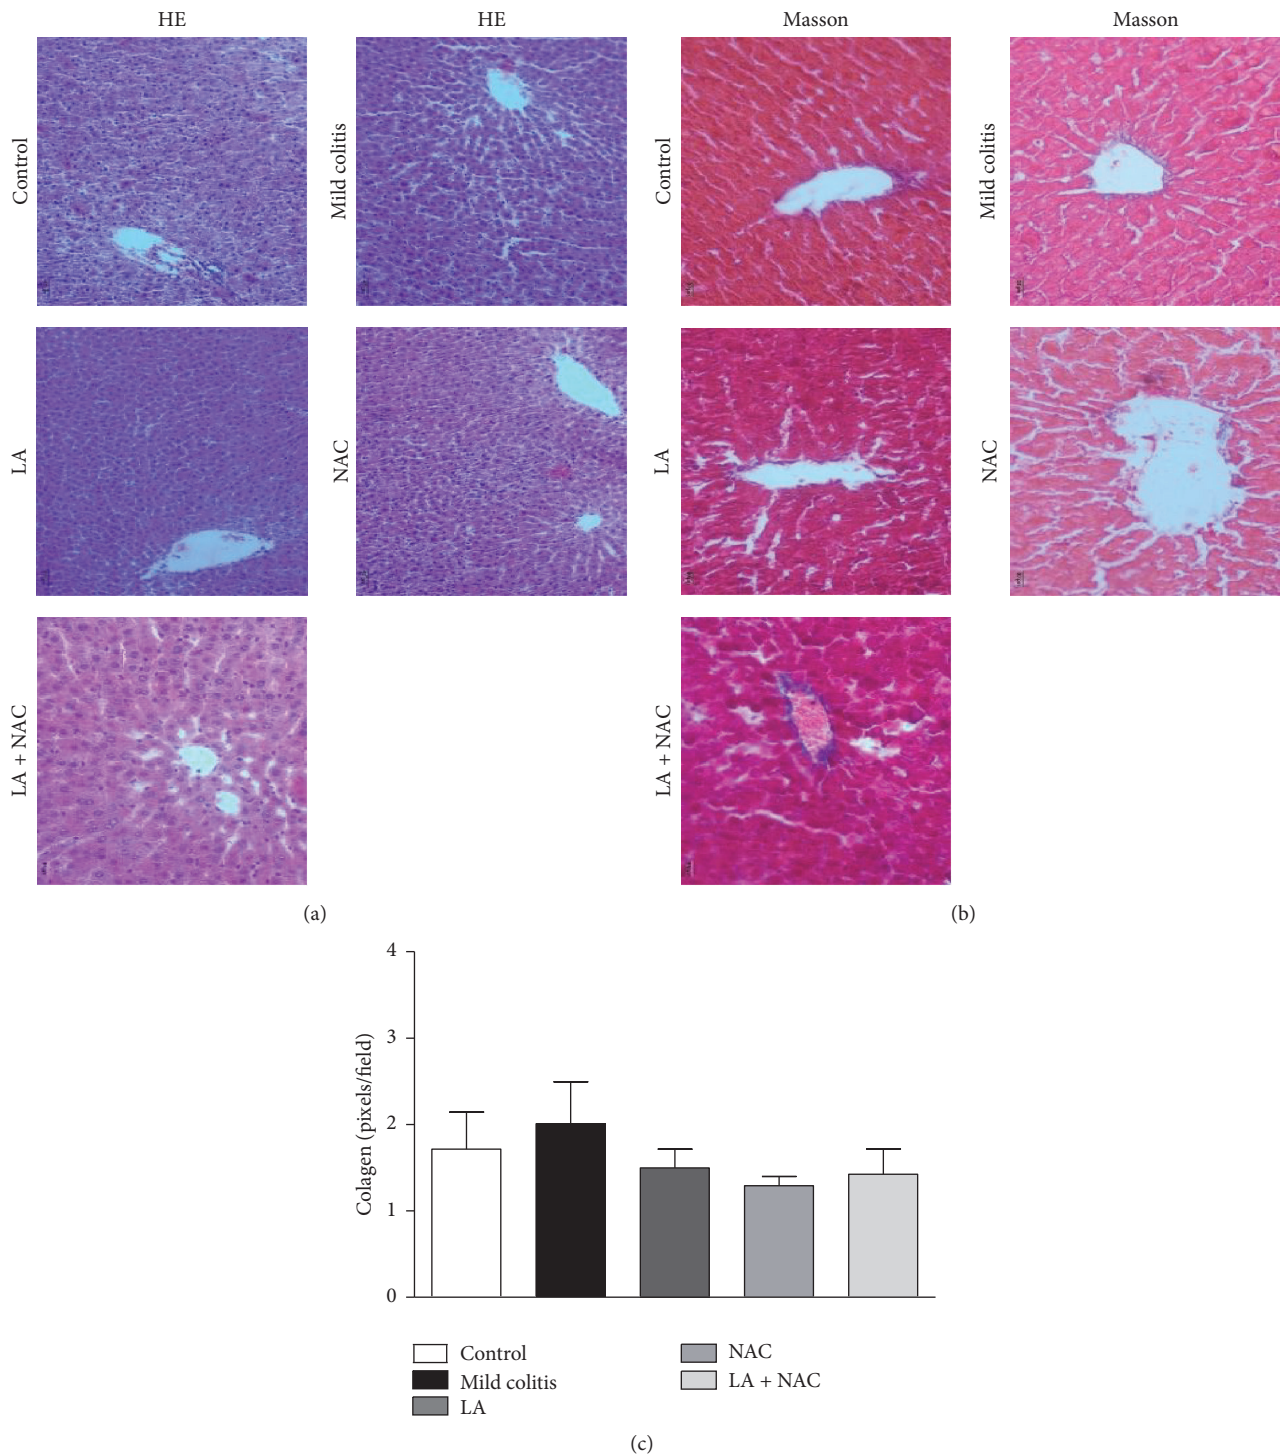 HE
HE
Masson
Masson
Control
Mild colitis
Control
Mild colitis
LA
NAC
LA
NAC
LA + NAC
LA + NAC
(a)
(b)
4
3
2
1
0
Colagen (pixels/field)
Control
Mild colitis
LA
NAC
LA + NAC
(c)